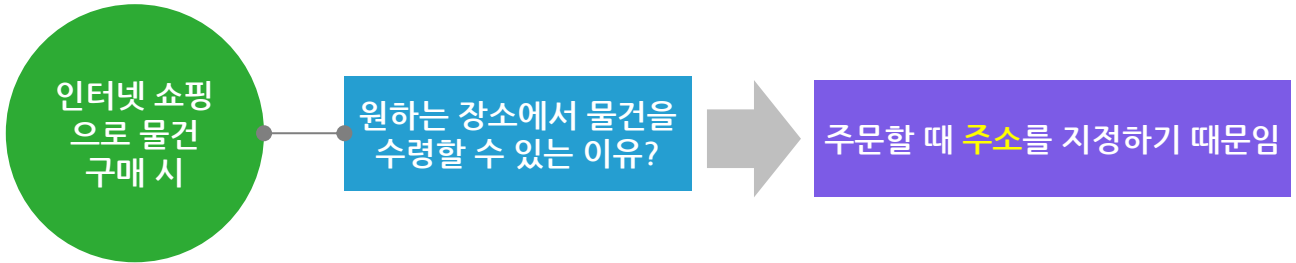 인터넷 쇼핑
으로 물건
구매 시
원하는 장소에서 물건을
수령할 수 있는 이유?
주문할 때 주소를 지정하기 때문임